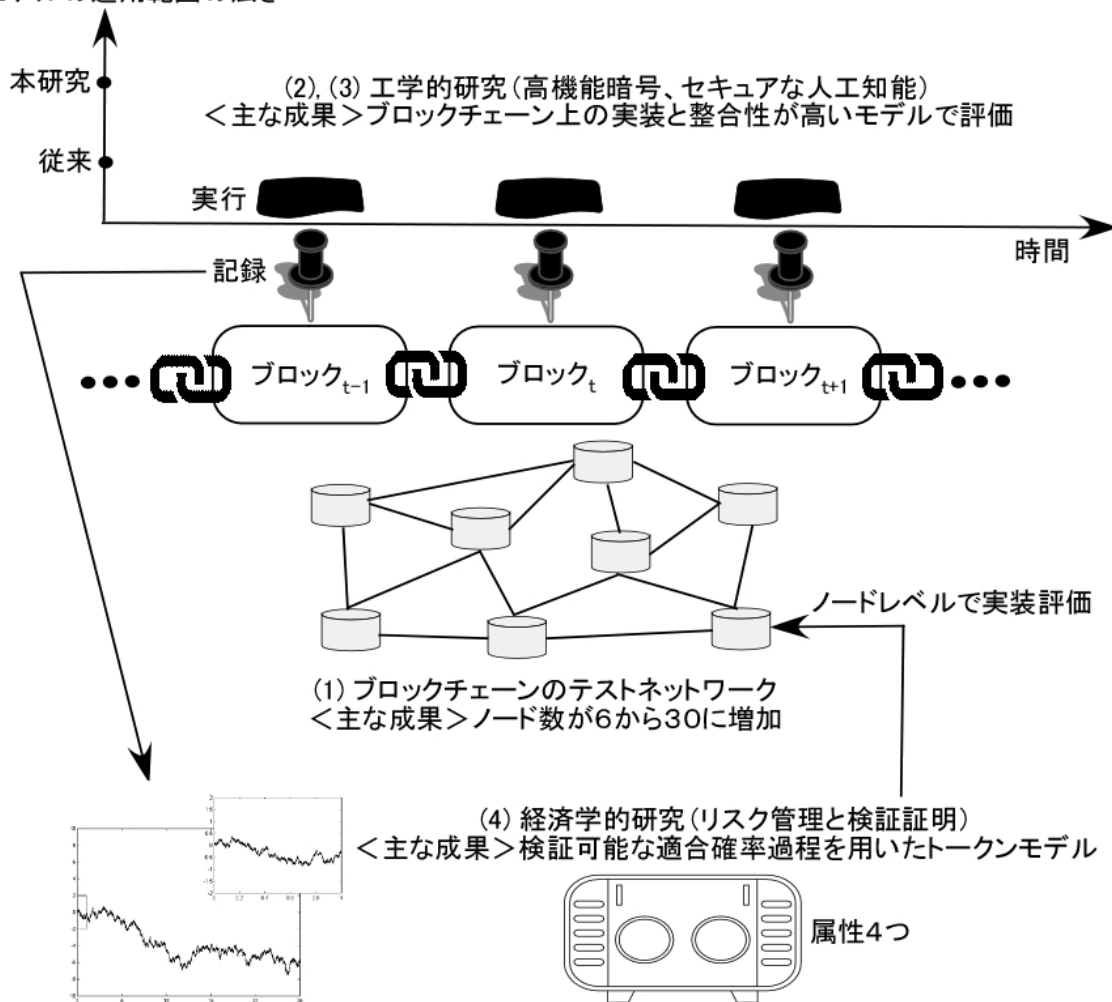 本研究
(2), (3) 工学的研究(高機能暗号、セキュアな人工知能)
<主な成果>ブロックチェーン上の実装と整合性が高いモデルで評価
従来
実行
時間
記録
ブロックt-1
ブロックt
ブロックt+1
ノードレベルで実装評価
(1) ブロックチェーンのテストネットワーク
<主な成果>ノード数が6から30に増加
(4) 経済学的研究(リスク管理と検証証明)
<主な成果>検証可能な適合確率過程を用いたトークンモデル
属性4つ